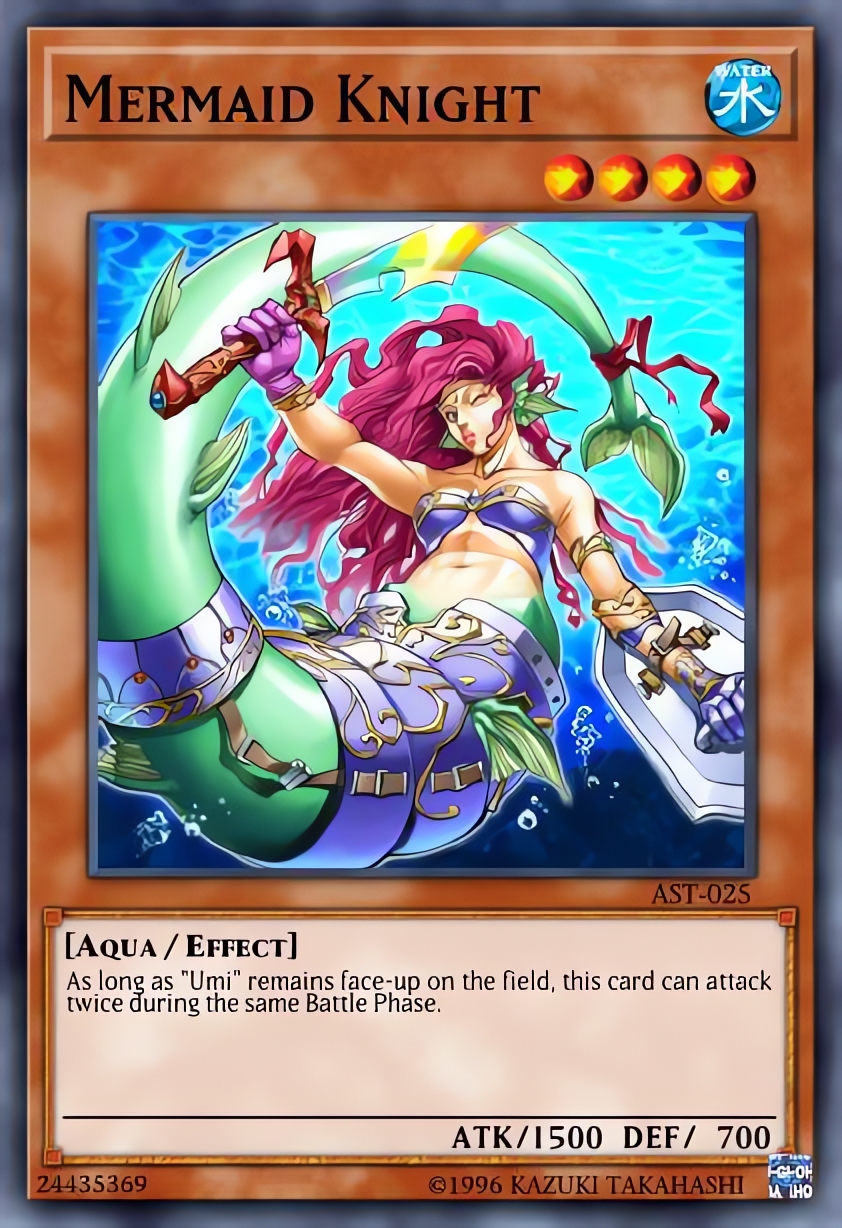 MERMAID KNIGHT
WATER
水
AST-025
[AQUA / EFFECT]
As long as "Umi" remains face-up on the field, this card can attack
twice during the same Battle Phase.
ATK/1500 DEF/ 700
24435369
©1996 KAZUKI TAKAHASHI